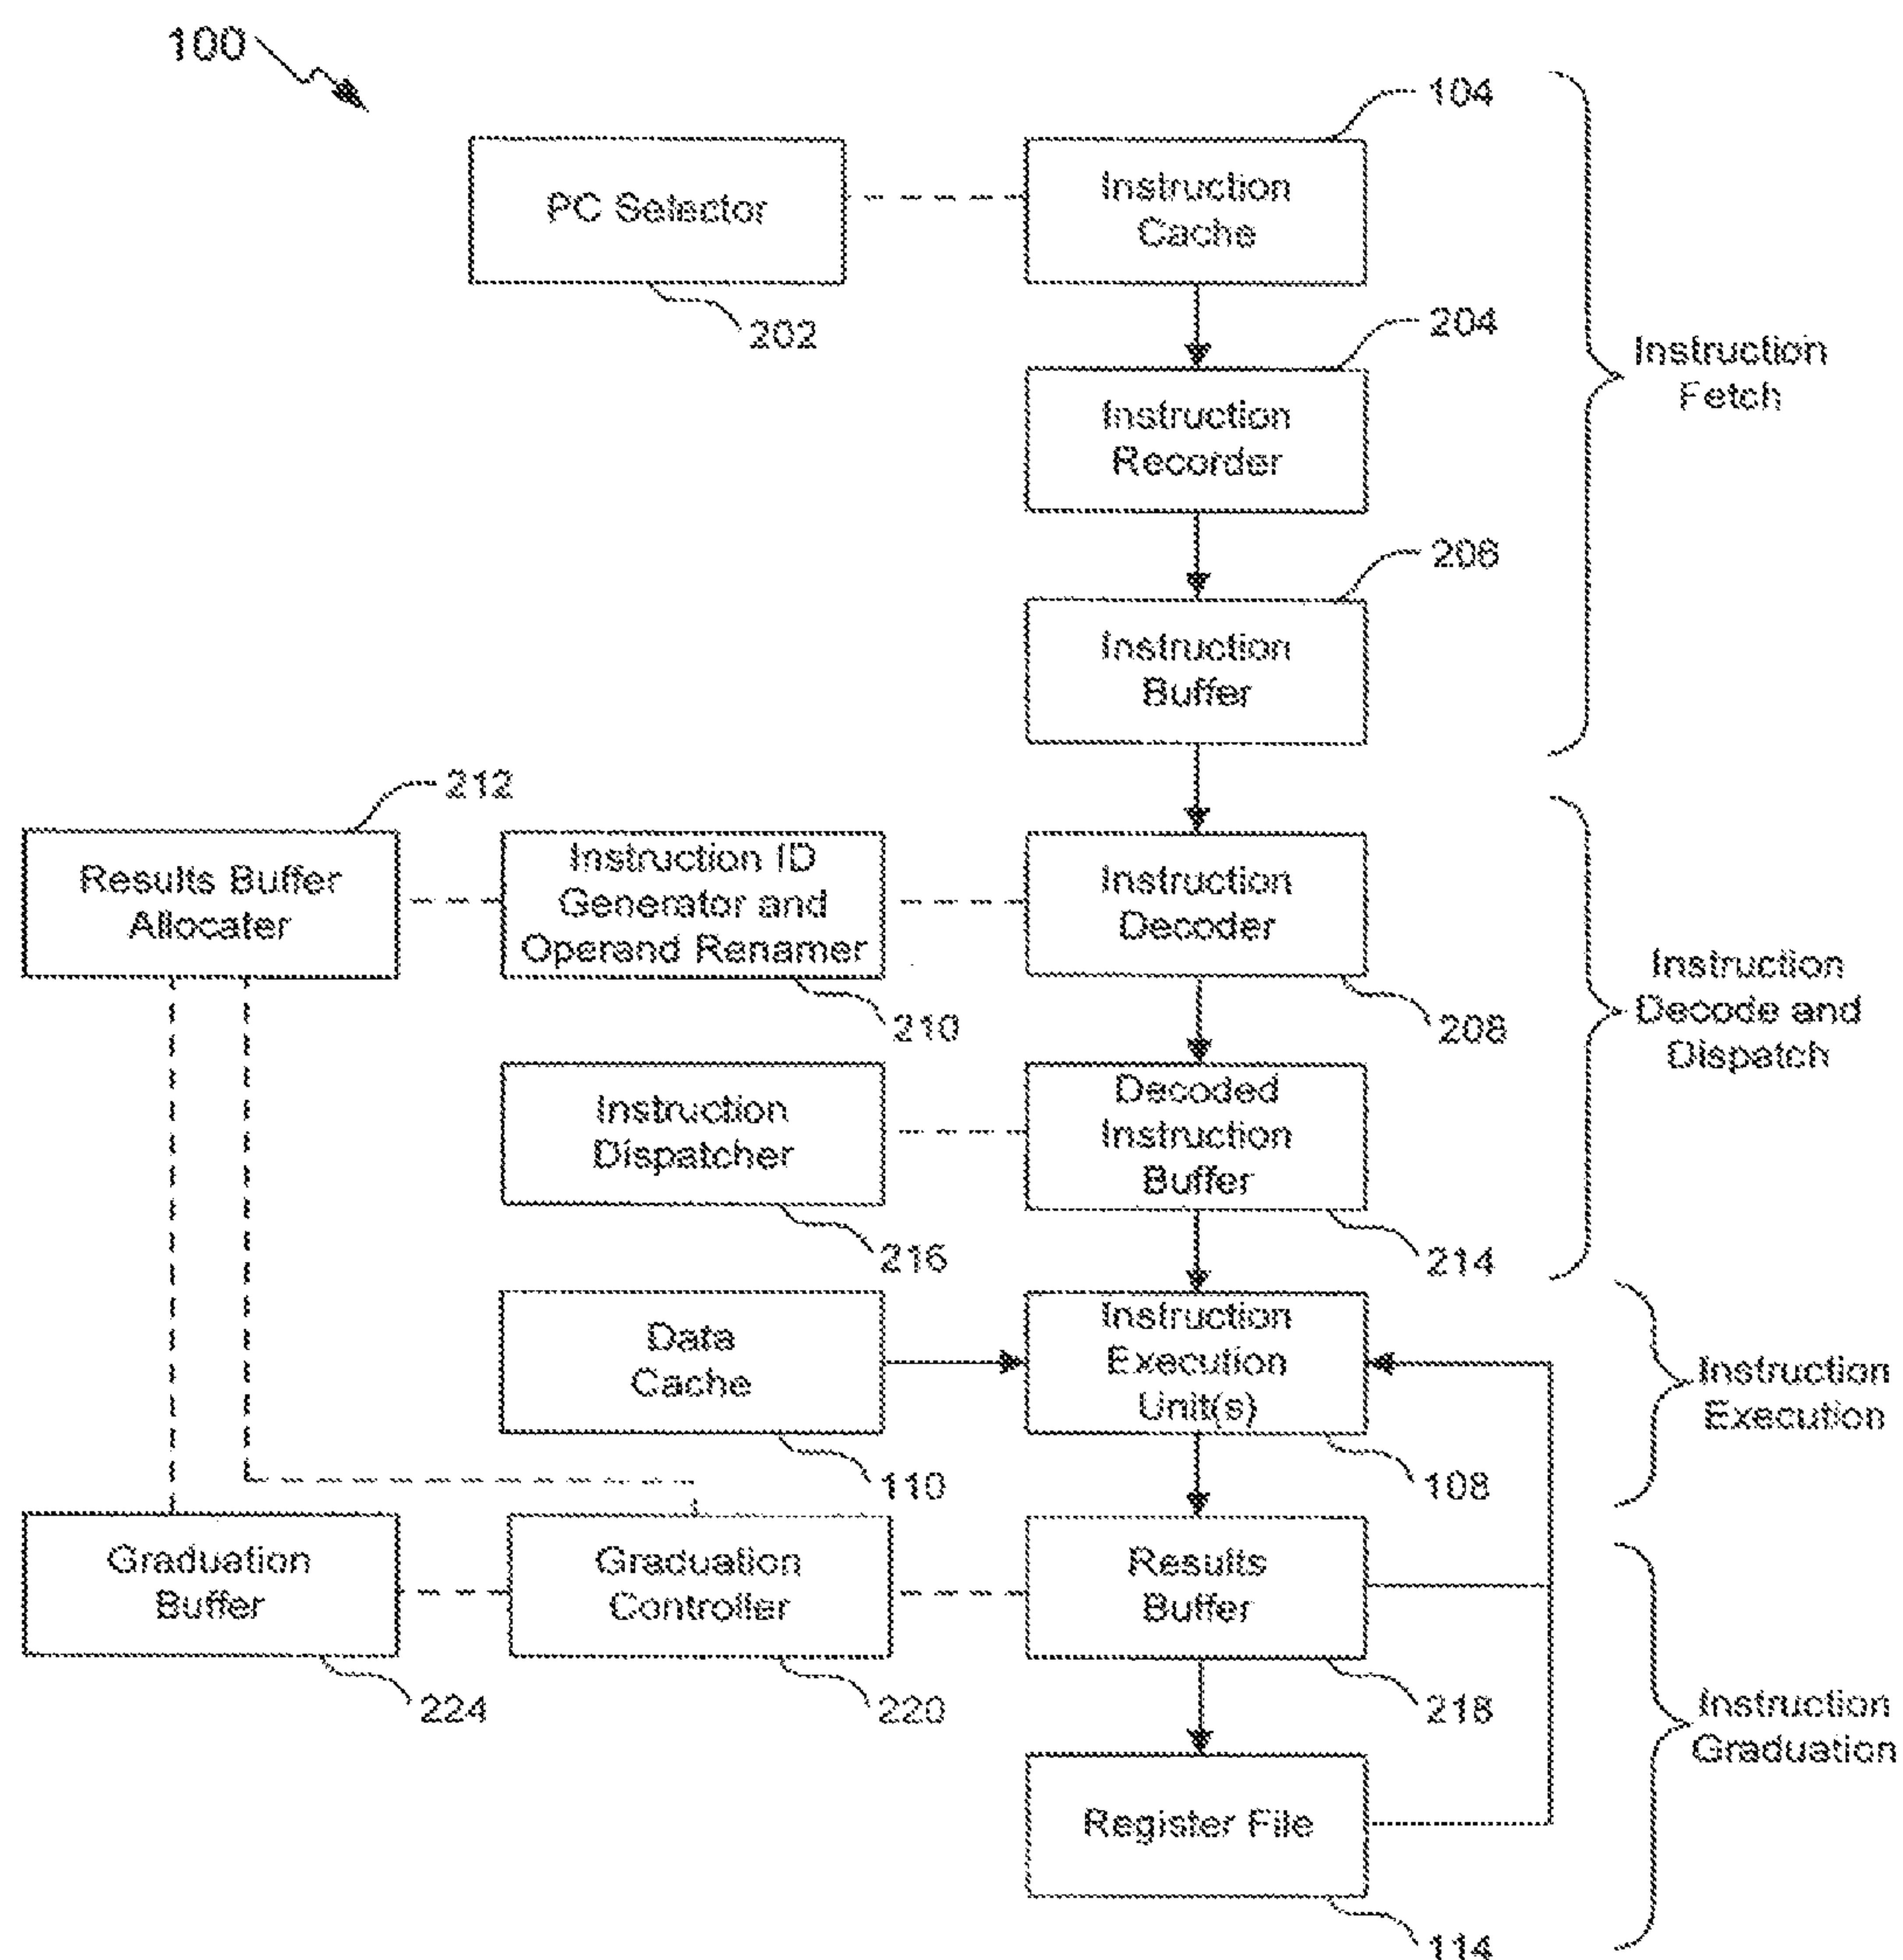 100
104
PC Selector
Instruction
Cache
202
204
Instruction
Recorder
Instruction
Fetch
206
Instruction
Buffer
212
Results Buffer
Allocater
Instruction ID
Generator and
Operand Renamer
Instruction
Decoder
210
208
Instruction
Decode and
Dispatch
Instruction
Dispatcher
Decoded
Instruction
Buffer
216
214
Data
Cache
Instruction
Execution
Unit(s)
Instruction
Execution
110
108
Graduation
Buffer
Graduation
Controller
Results
Buffer
224
220
218
Instruction
Graduation
Register File
114